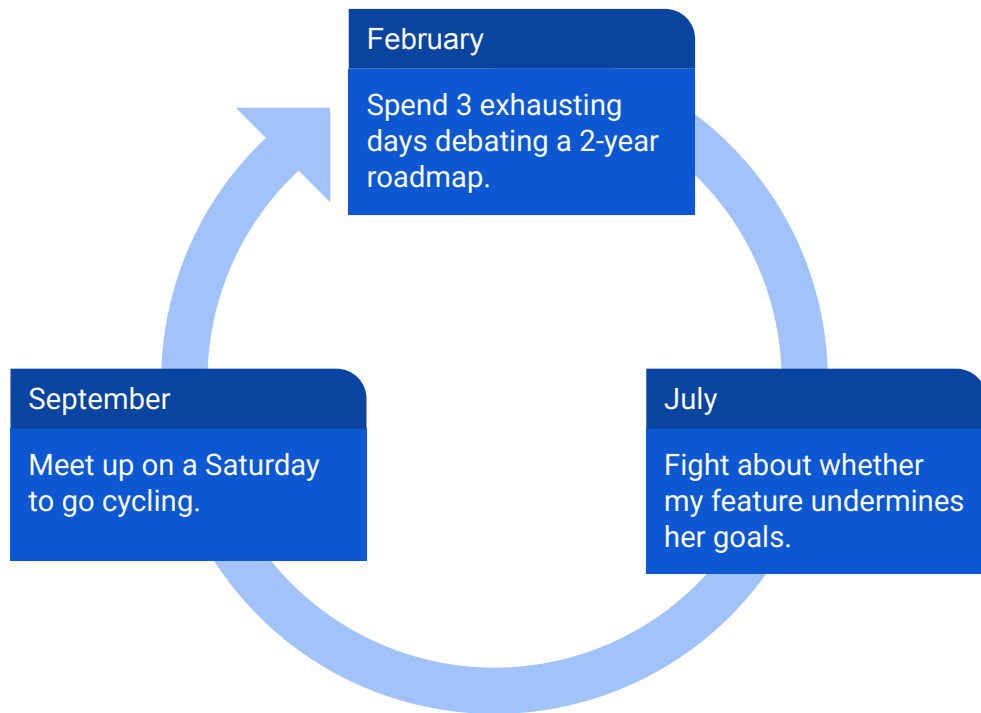 February
Spend 3 exhausting
days debating a 2-year
roadmap.
July
Fight about whether
my feature undermines
her goals.
September
Meet up on a Saturday
to go cycling.